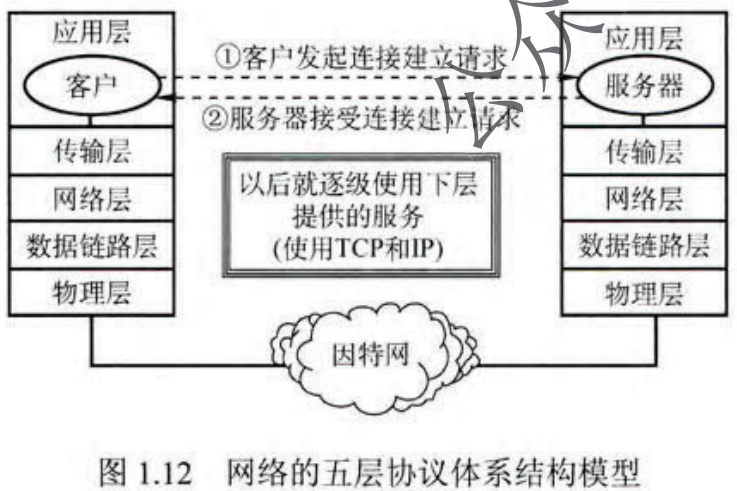 应用层
客户
传输层
网络层
数据链路层
物理层
①客户发起连接建立请求
②服务器接受连接建立请求
以后就逐级使用下层
提供的服务
(使用TCP和IP)
应用层
服务器
传输层
网络层
数据链路层
物理层
因特网
图 1.12 网络的五层协议体系结构模型